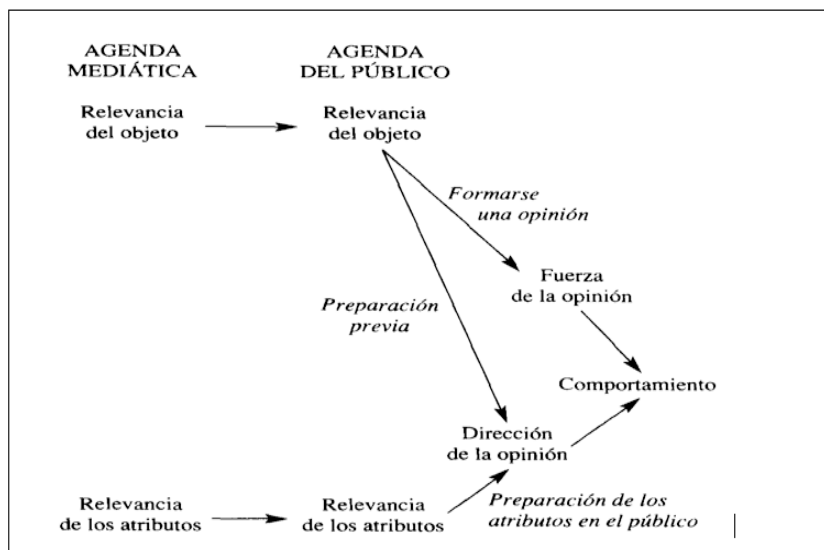 AGENDA
MEDIÁTICA
AGENDA
DEL PÚBLICO
Relevancia
del objeto
Relevancia
del objeto
Formarse
una opinión
Fuerza
de la opinión
Preparación
previa
Comportamiento
Dirección
de la opinión
Relevancia
de los atributos
Relevancia
de los atributos
Preparación de los
atributos en el público